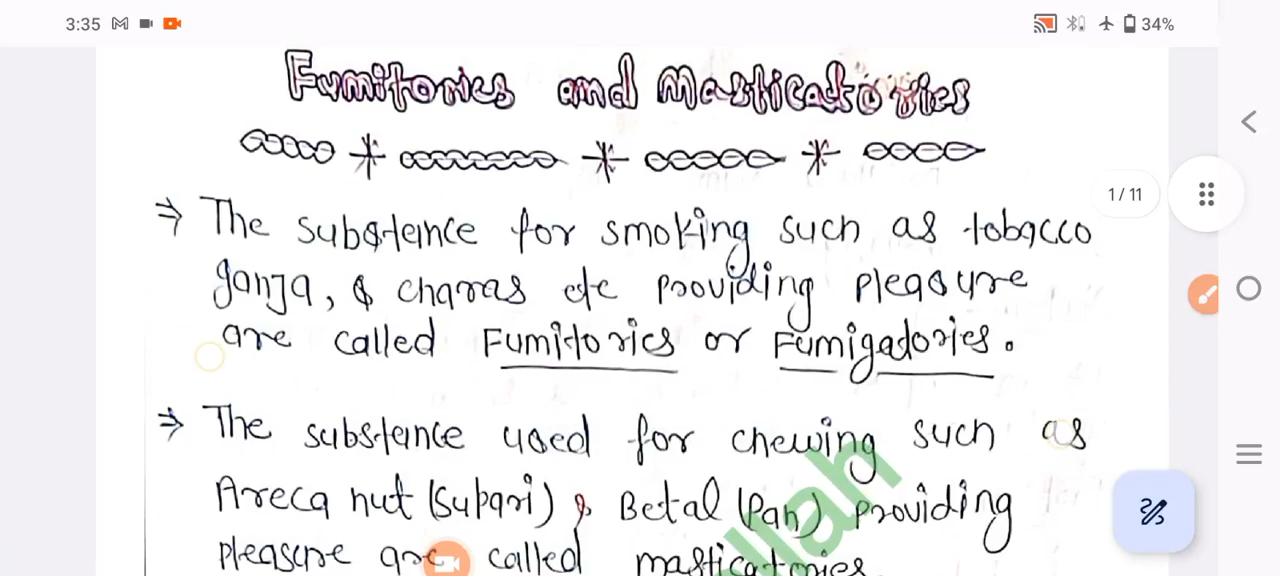 3:35
34%
Fumitories and Masticatories
1/11
⇒ The substance for smoking such as tobacco
ganja, & charas etc providing pleasure
are called Fumitories or Fumigatories.
⇒ The substance used for chewing such as
Areca nut (Supari) & Betal (Pan) providing
pleasure are called masticatories.